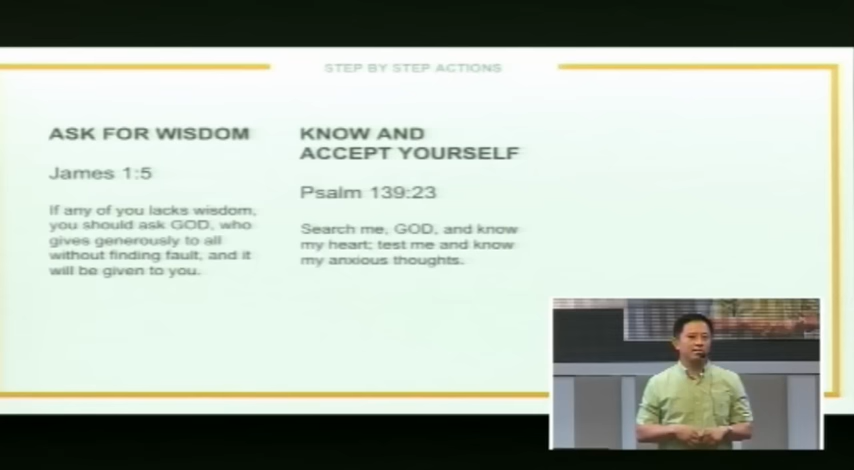 STEP BY STEP ACTIONS
ASK FOR WISDOM
James 1:5
If any of you lacks wisdom,
you should ask GOD, who
gives generously to all
without finding fault, and it
will be given to you.
KNOW AND
ACCEPT YOURSELF
Psalm 139:23
Search me, GOD, and know
my heart; test me and know
my anxious thoughts.